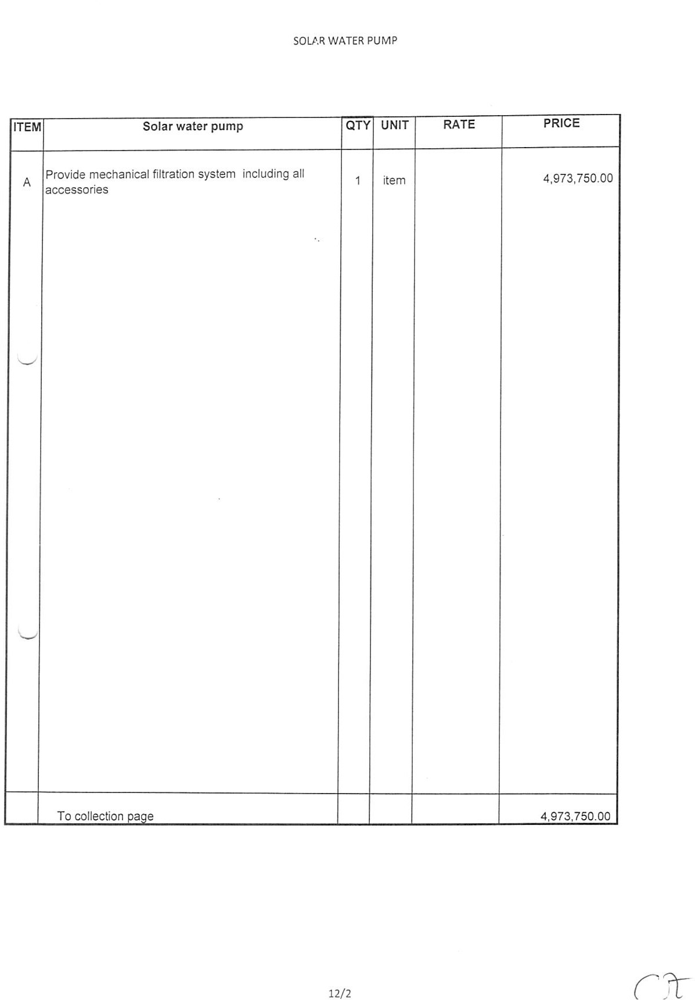 SOLAR WATER PUMP
ITEM Solar water pump QTY UNIT RATE PRICE
A Provide mechanical filtration system including all accessories 1 item 4,973,750.00
To collection page 4,973,750.00
12/2